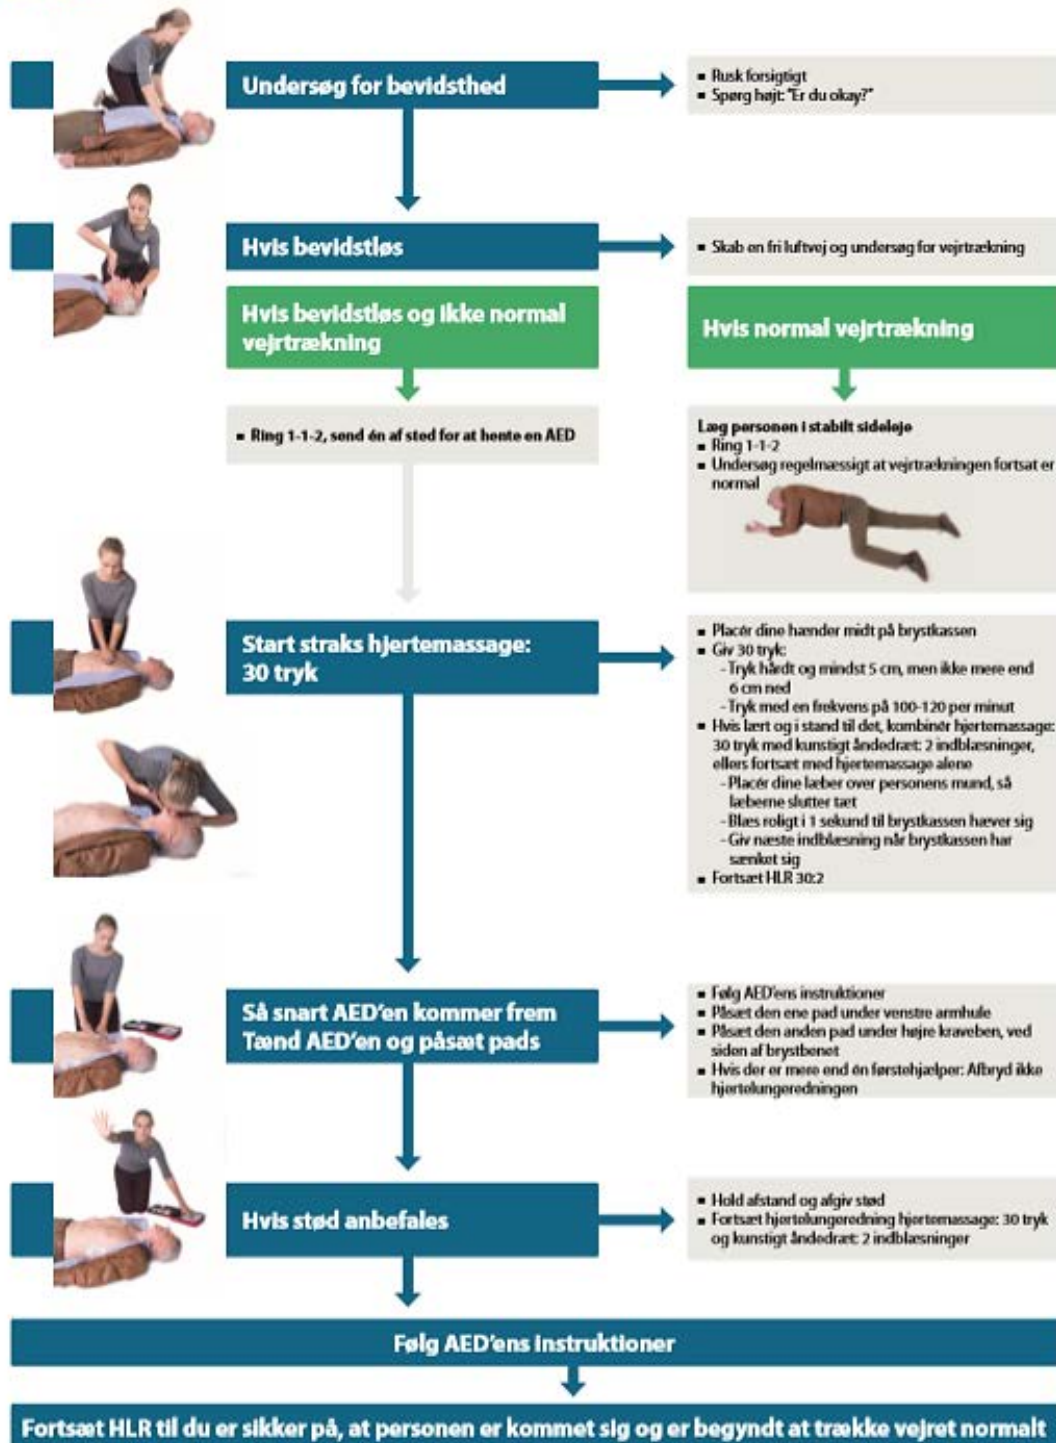 Undersøg for bevidsthed
▪ Rusk forsigtigt
▪ Spørg højt: "Er du okay?"
Hvis bevidstløs
▪ Skab en fri luftvej og undersøg for vejrtrækning
Hvis bevidstløs og ikke normal
vejrtrækning
Hvis normal vejrtrækning
▪ Ring 1-1-2, send én af sted for at hente en AED
Læg personen i stabilt sideleje
▪ Ring 1-1-2
▪ Undersøg regelmæssigt at vejrtrækningen fortsat er
normal
Start straks hjertemassage:
30 tryk
▪ Placér dine hænder midt på brystkassen
▪ Giv 30 tryk:
- Tryk hårdt og mindst 5 cm, men ikke mere end
6 cm ned
- Tryk med en frekvens på 100-120 per minut
▪ Hvis lært og i stand til det, kombinér hjertemassage:
30 tryk med kunstigt åndedræt: 2 indblæsninger,
ellers fortsæt med hjertemassage alene
- Placér dine læber over personens mund, så
læberne slutter tæt
- Blæs roligt i 1 sekund til brystkassen hæver sig
- Giv næste indblæsning når brystkassen har
sænket sig
▪ Fortsæt HLR 30:2
Så snart AED'en kommer frem
Tænd AED'en og påsæt pads
▪ Følg AED'ens instruktioner
▪ Påsæt den ene pad under venstre armhule
▪ Påsæt den anden pad under højre kraveben, ved
siden af brystbenet
▪ Hvis der er mere end én førstehjælper: Afbryd ikke
hjertelungeredningen
Hvis stød anbefales
▪ Hold afstand og afgiv stød
▪ Fortsæt hjertelungeredning hjertemassage: 30 tryk
og kunstigt åndedræt: 2 indblæsninger
Følg AED'ens instruktioner
Fortsæt HLR til du er sikker på, at personen er kommet sig og er begyndt at trække vejret normalt